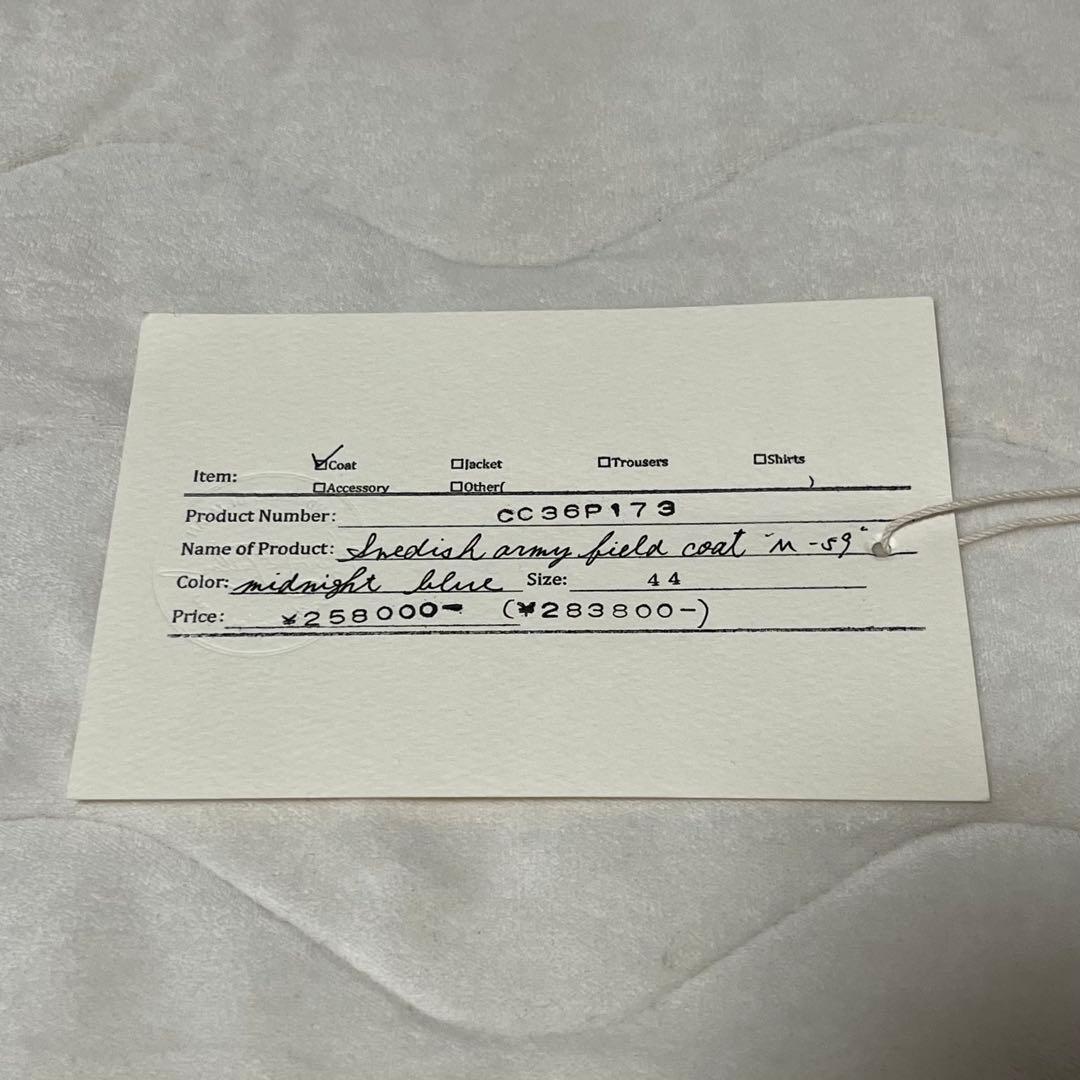 Item: ☑Coat ☐Jacket ☐Trousers ☐Shirts
☐Accessory ☐Other( )
Product Number: CC36P173
Name of Product: Swedish army field coat "M-59"
Color: midnight blue Size: 44
Price: ¥258000- (¥283800-)